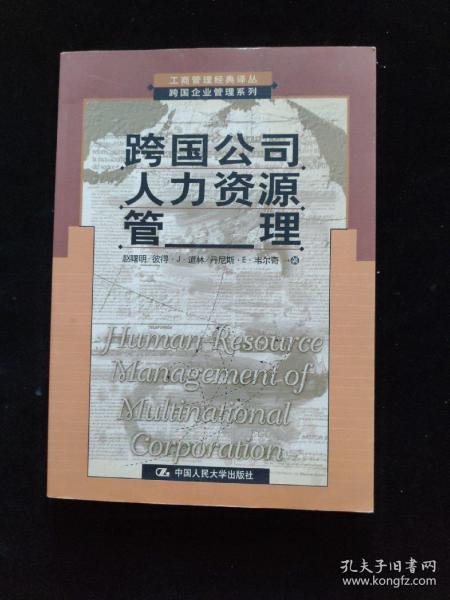 工商管理经典译丛
跨国企业管理系列
跨国公司
人力资源
管 理
赵曙明/彼得·J·道林/丹尼斯·E·韦尔奇 著
Human Resource
Management of
Multinational
Corporation
中国人民大学出版社
孔夫子旧书网
www.kongfz.com